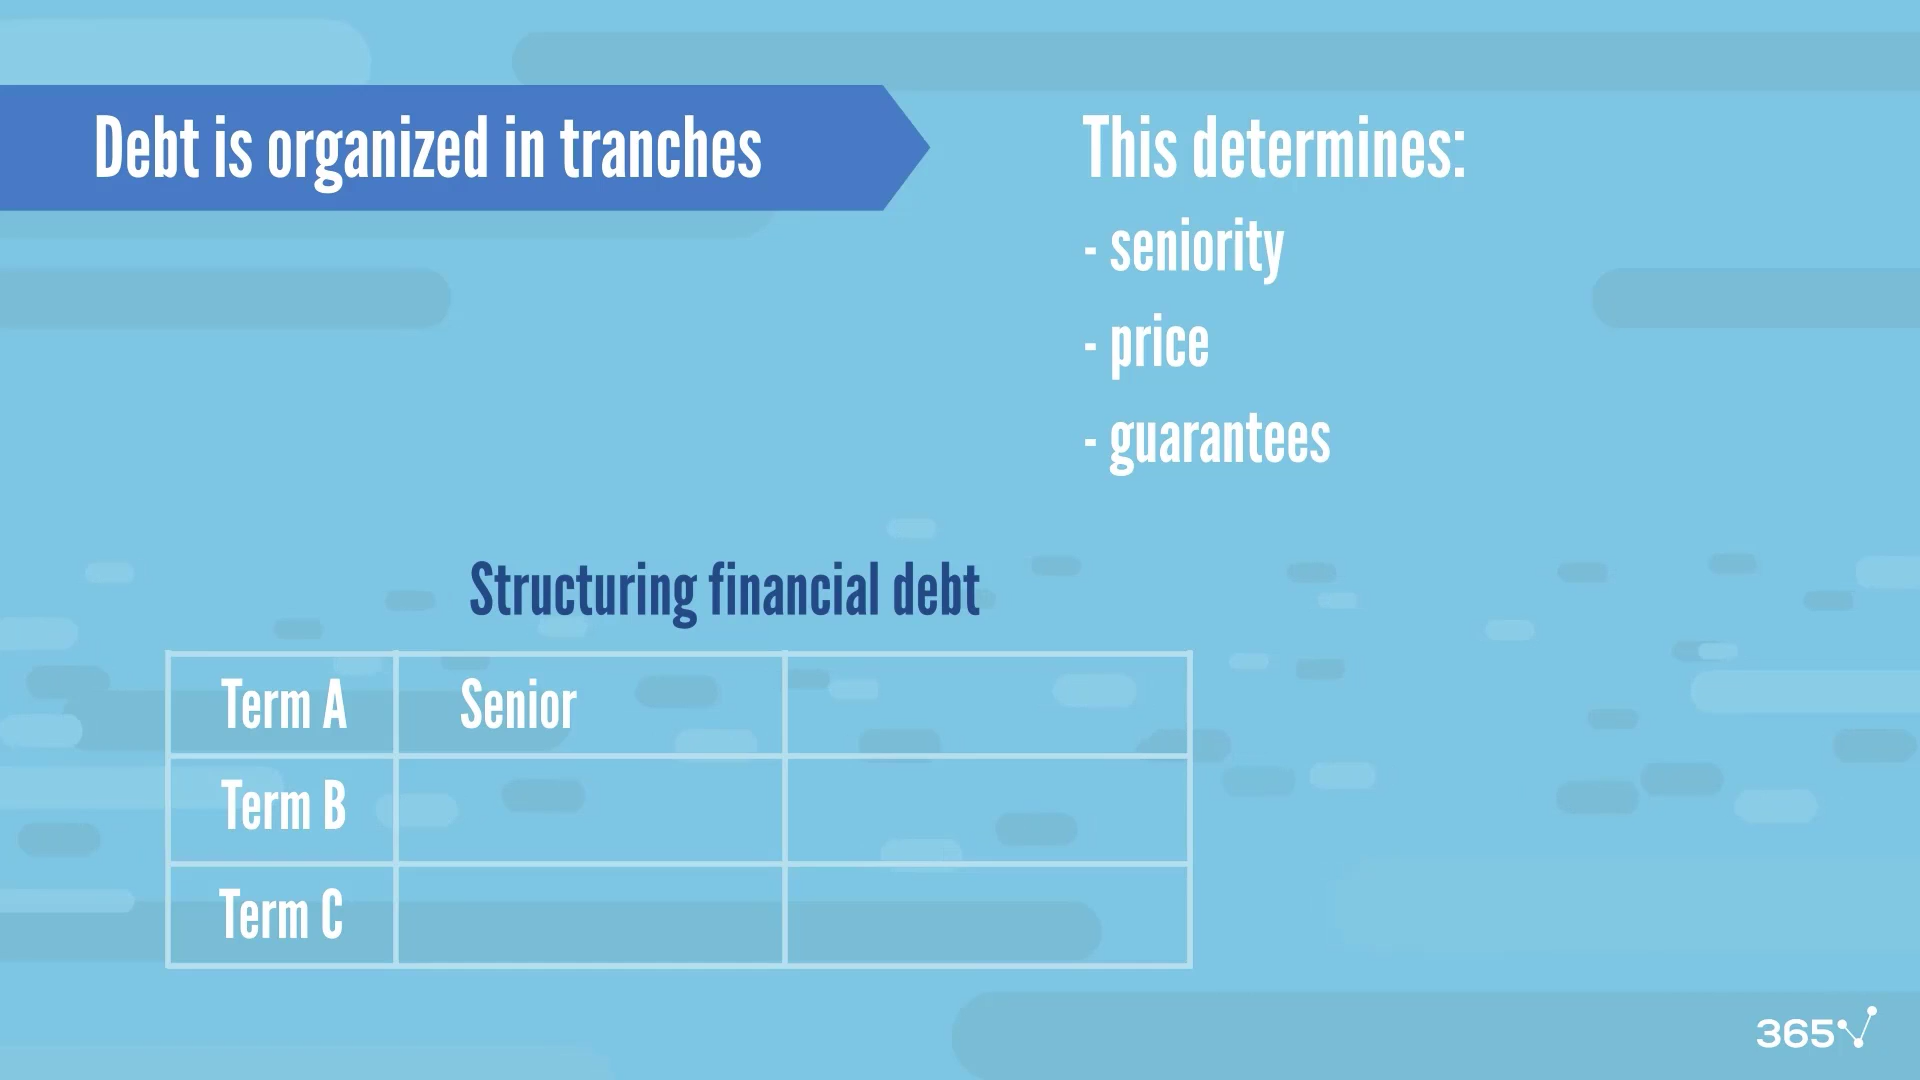 Debt is organized in tranches
This determines:
- seniority
- price
- guarantees
Structuring financial debt
Term A Senior
Term B
Term C
365